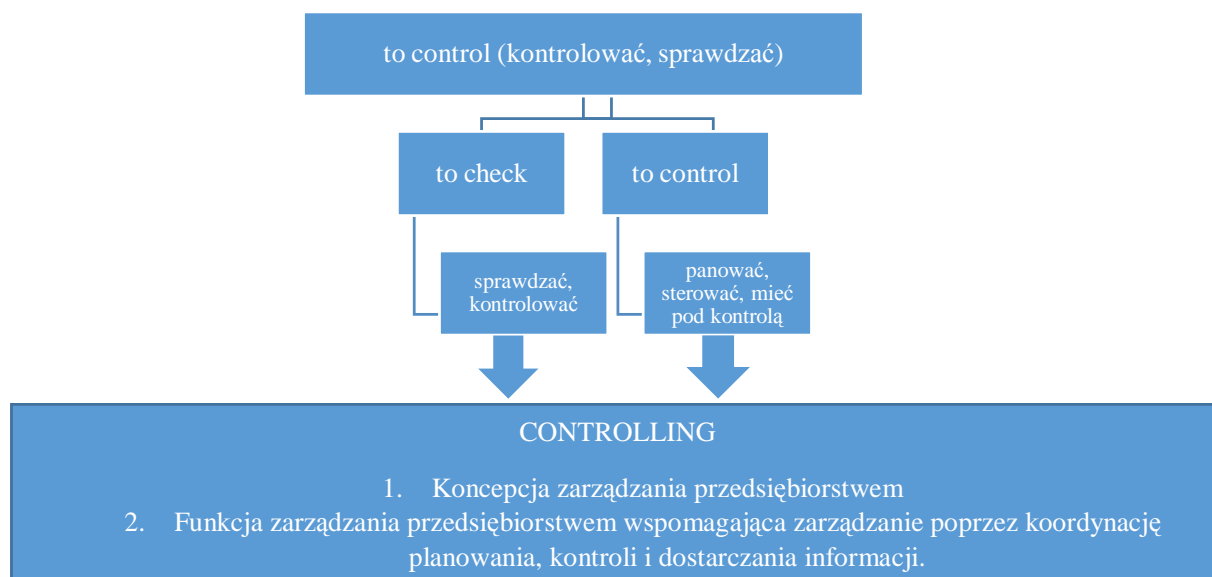 to control (kontrolować, sprawdzać)
to check
to control
sprawdzać,
kontrolować
panować,
sterować, mieć
pod kontrolą
CONTROLLING
1. Koncepcja zarządzania przedsiębiorstwem
2. Funkcja zarządzania przedsiębiorstwem wspomagająca zarządzanie poprzez koordynację
planowania, kontroli i dostarczania informacji.